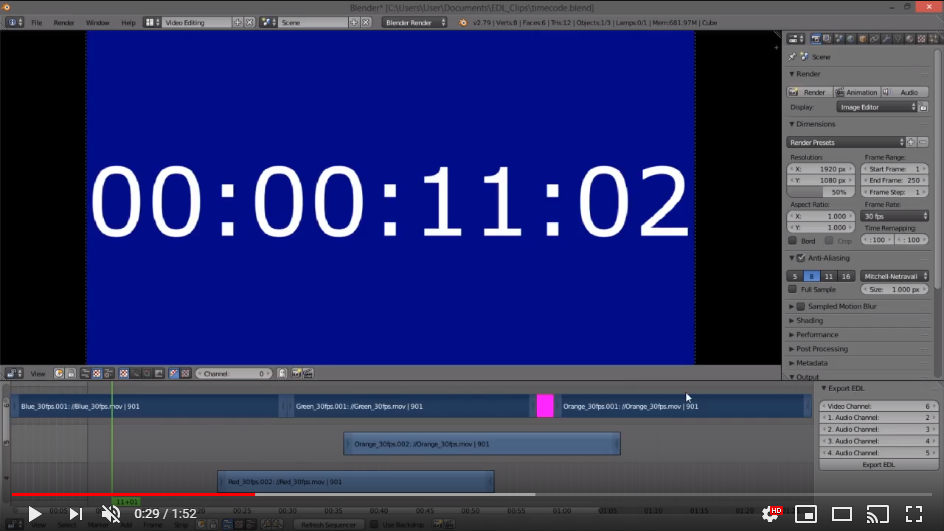 Blender* [C:\Users\User\Documents\EDL_Clips\timecode.blend]
File Render Window Help Video Editing Scene Blender Render v2.79 | Verts:8 | Faces:6 | Tris:12 | Objects:1/3 | Lamps:0/1 | Mem:681.97M | Cube
00:00:11:02
Scene
Render
Render Animation Audio
Display: Image Editor
Dimensions
Render Presets
Resolution: Frame Range:
X: 1920 px Start Frame: 1
Y: 1080 px End Frame: 250
50% Frame Step: 1
Aspect Ratio: Frame Rate:
X: 1.000 30 fps
Y: 1.000 Time Remapping:
Bord Crop :100 :100
Anti-Aliasing
5 8 11 16 Mitchell-Netravali
Full Sample Size: 1.000 px
Sampled Motion Blur
Shading
Performance
Post Processing
Metadata
Output
View Channel: 0
Export EDL
Video Channel: 6
1. Audio Channel: 2
2. Audio Channel: 3
3. Audio Channel: 4
4. Audio Channel: 5
Export EDL
Blue_30fps.001: //Blue_30fps.mov | 901
Green_30fps.001: //Green_30fps.mov | 901
Orange_30fps.001: //Orange_30fps.mov | 901
Orange_30fps.002: //Orange_30fps.mov | 901
Red_30fps.002: //Red_30fps.mov | 901
11+01
0:29 / 1:52
HD
View Select Marker Add Frame Strip Refresh Sequencer Use Backdrop